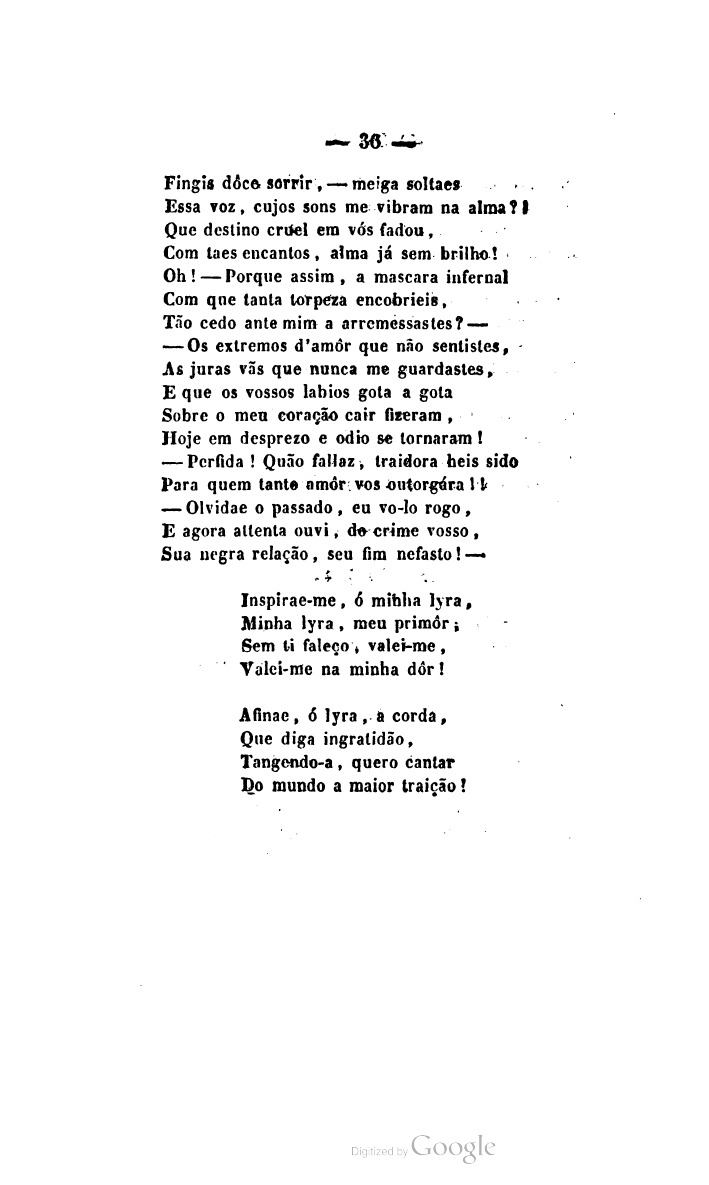 — 36 —
Fingis dôce sorrir, — meiga soltaes
Essa voz, cujos sons me vibram na alma?!
Que destino cruel em vós fadou,
Com taes encantos, alma já sem brilho!
Oh! — Porque assim, a mascara infernal
Com que tanta torpeza encobrieis,
Tão cedo ante mim a arremessastes? —
— Os extremos d'amôr que não sentistes,
As juras vãs que nunca me guardastes,
E que os vossos labios gota a gota
Sobre o meu coração cair fizeram,
Hoje em desprezo e odio se tornaram!
— Perfida! Quão fallaz, traidora heis sido
Para quem tanto amôr vos outorgára!!
— Olvidae o passado, eu vo-lo rogo,
E agora attenta ouvi, do crime vosso,
Sua negra relação, seu fim nefasto! —
Inspirae-me, ó minha lyra,
Minha lyra, meu primôr;
Sem ti faleço, valei-me,
Valei-me na minha dôr!
Afinae, ó lyra, a corda,
Que diga ingratidão,
Tangendo-a, quero cantar
Do mundo a maior traição!
Digitized by Google